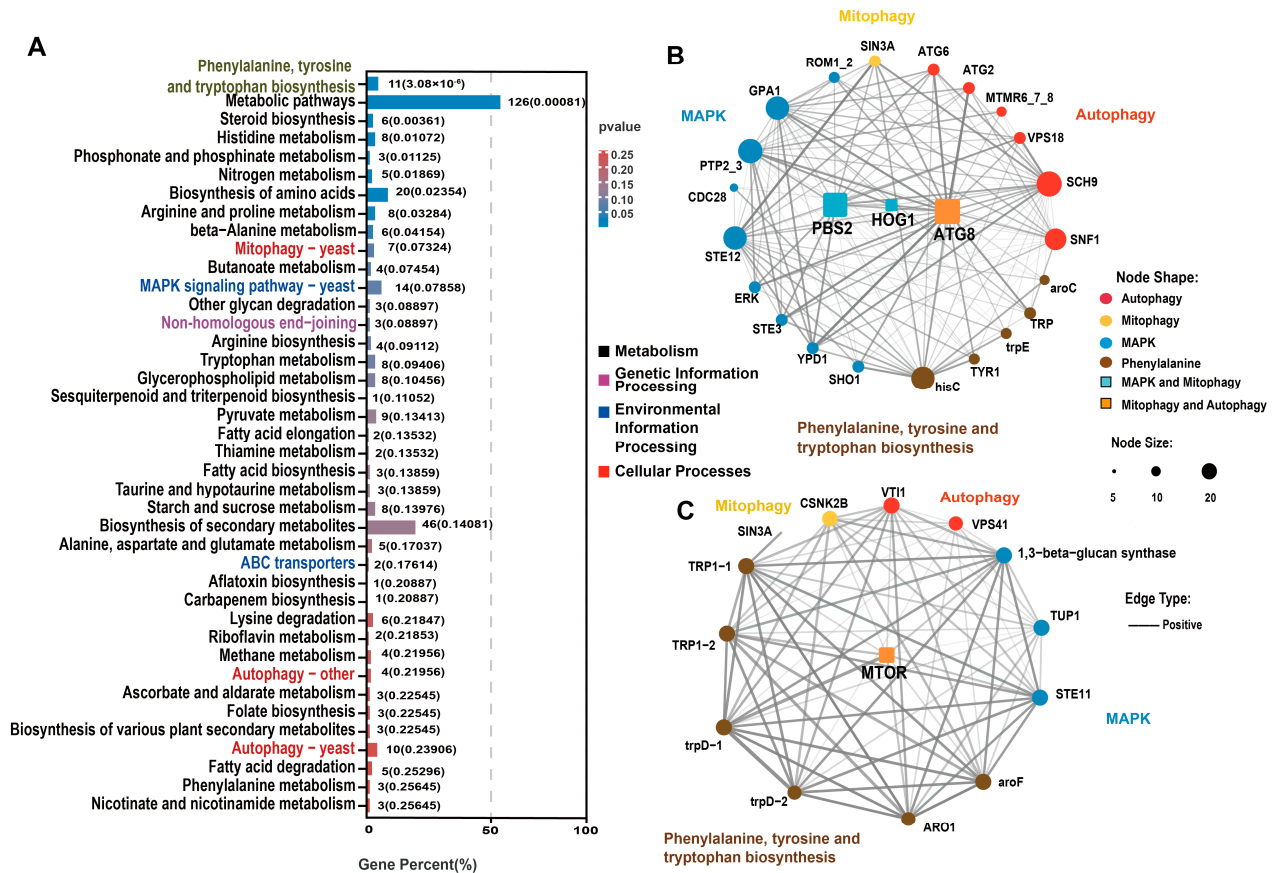 A
Phenylalanine, tyrosine
and tryptophan biosynthesis
11(3.08×10⁻⁶)
Metabolic pathways
126(0.00081)
Steroid biosynthesis
6(0.00361)
Histidine metabolism
8(0.01072)
Phosphonate and phosphinate metabolism
3(0.01125)
Nitrogen metabolism
5(0.01869)
Biosynthesis of amino acids
20(0.02354)
Arginine and proline metabolism
8(0.03284)
beta−Alanine metabolism
6(0.04154)
Mitophagy − yeast
7(0.07324)
Butanoate metabolism
4(0.07454)
MAPK signaling pathway − yeast
14(0.07858)
Other glycan degradation
3(0.08897)
Non−homologous end−joining
3(0.08897)
Arginine biosynthesis
4(0.09112)
Tryptophan metabolism
8(0.09406)
Glycerophospholipid metabolism
8(0.10456)
Sesquiterpenoid and triterpenoid biosynthesis
1(0.11052)
Pyruvate metabolism
9(0.13413)
Fatty acid elongation
2(0.13532)
Thiamine metabolism
2(0.13532)
Fatty acid biosynthesis
3(0.13859)
Taurine and hypotaurine metabolism
3(0.13859)
Starch and sucrose metabolism
8(0.13976)
Biosynthesis of secondary metabolites
46(0.14081)
Alanine, aspartate and glutamate metabolism
5(0.17037)
ABC transporters
2(0.17614)
Aflatoxin biosynthesis
1(0.20887)
Carbapenem biosynthesis
1(0.20887)
Lysine degradation
6(0.21847)
Riboflavin metabolism
2(0.21853)
Methane metabolism
4(0.21956)
Autophagy − other
4(0.21956)
Ascorbate and aldarate metabolism
3(0.22545)
Folate biosynthesis
3(0.22545)
Biosynthesis of various plant secondary metabolites
3(0.22545)
Autophagy − yeast
10(0.23906)
Fatty acid degradation
5(0.25296)
Phenylalanine metabolism
3(0.25645)
Nicotinate and nicotinamide metabolism
3(0.25645)
0
50
100
Gene Percent(%)
pvalue
0.25
0.20
0.15
0.10
0.05
Metabolism
Genetic Information
Processing
Environmental
Information
Processing
Cellular Processes
B
Mitophagy
SIN3A
ATG6
ROM1_2
ATG2
GPA1
MTMR6_7_8
MAPK
Autophagy
VPS18
PTP2_3
SCH9
CDC28
PBS2
HOG1
ATG8
STE12
SNF1
ERK
aroC
STE3
TRP
trpE
YPD1
TYR1
SHO1
hisC
Phenylalanine, tyrosine and
tryptophan biosynthesis
Node Shape:
Autophagy
Mitophagy
MAPK
Phenylalanine
MAPK and Mitophagy
Mitophagy and Autophagy
Node Size:
5
10
20
C
Mitophagy
CSNK2B
VTI1
Autophagy
SIN3A
VPS41
1,3−beta−glucan synthase
TRP1−1
TUP1
TRP1−2
MTOR
STE11
MAPK
trpD−1
aroF
trpD−2
ARO1
Phenylalanine, tyrosine and
tryptophan biosynthesis
Edge Type:
Positive